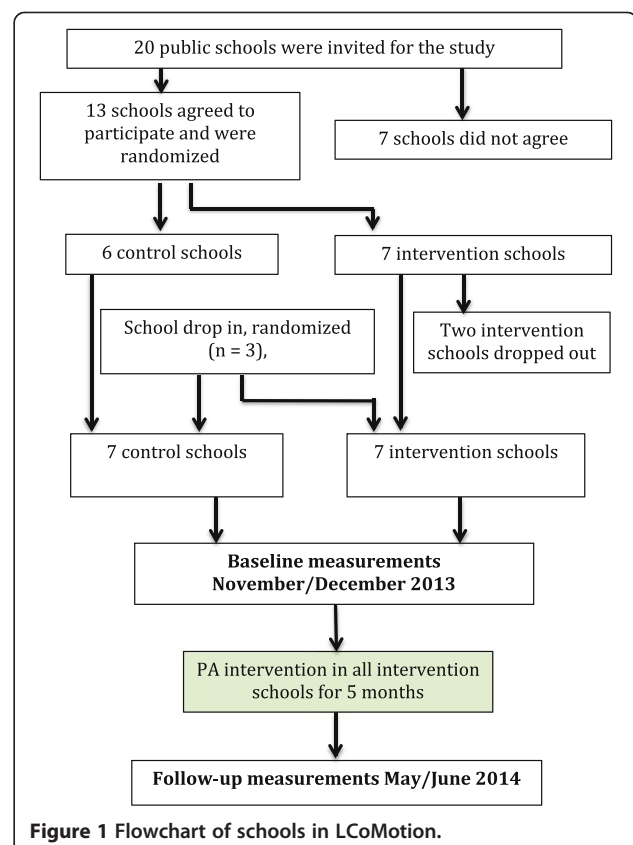 20 public schools were invited for the study
13 schools agreed to
participate and were
randomized
7 schools did not agree
6 control schools
7 intervention schools
School drop in, randomized
(n = 3),
Two intervention
schools dropped out
7 control schools
7 intervention schools
Baseline measurements
November/December 2013
PA intervention in all intervention
schools for 5 months
Follow-up measurements May/June 2014
Figure 1 Flowchart of schools in LCoMotion.